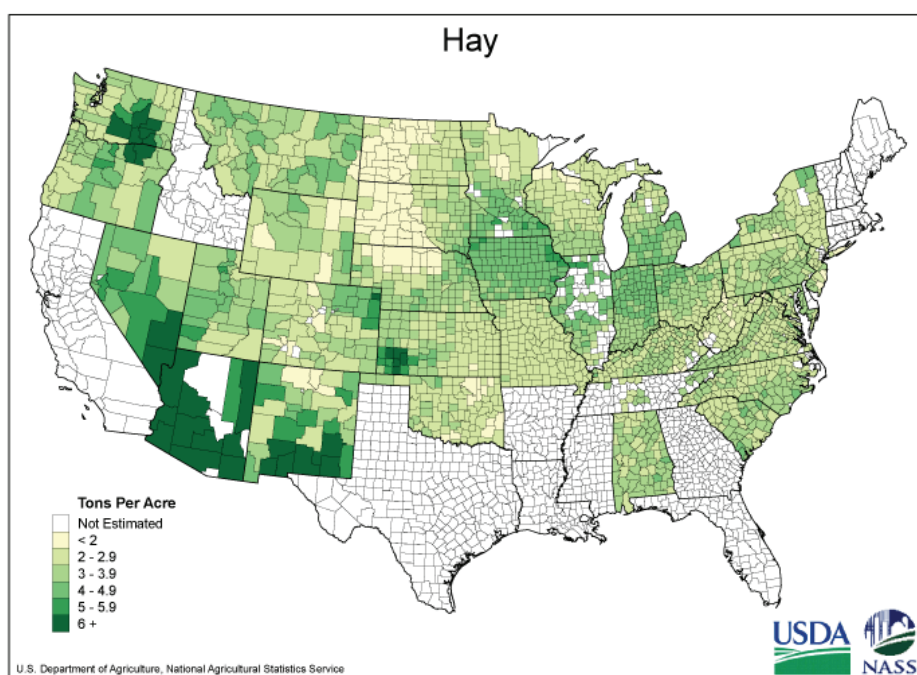 Hay
Tons Per Acre
Not Estimated
< 2
2 - 2.9
3 - 3.9
4 - 4.9
5 - 5.9
6 +
U.S. Department of Agriculture, National Agricultural Statistics Service
USDA
NASS